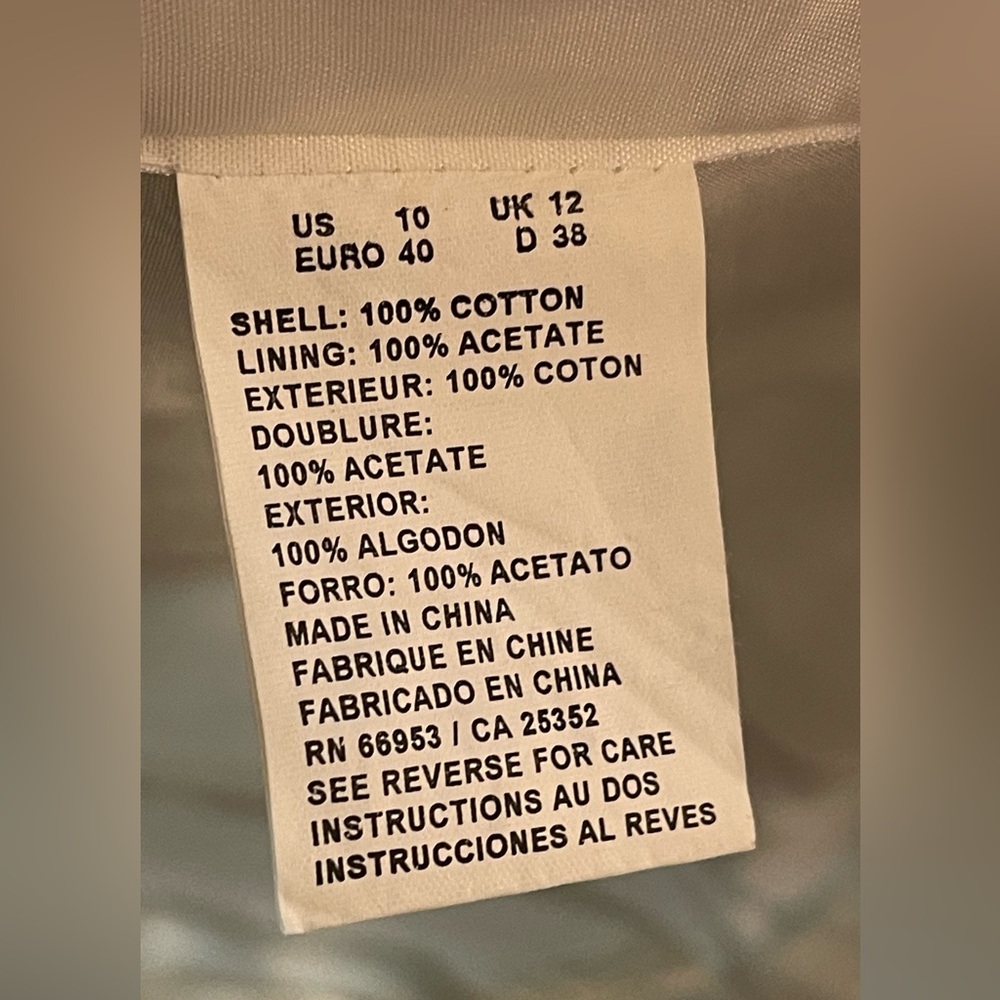 US 10 UK 12
EURO 40 D 38
SHELL: 100% COTTON
LINING: 100% ACETATE
EXTERIEUR: 100% COTON
DOUBLURE:
100% ACETATE
EXTERIOR:
100% ALGODON
FORRO: 100% ACETATO
MADE IN CHINA
FABRIQUE EN CHINE
FABRICADO EN CHINA
RN 66953 / CA 25352
SEE REVERSE FOR CARE
INSTRUCTIONS AU DOS
INSTRUCCIONES AL REVES